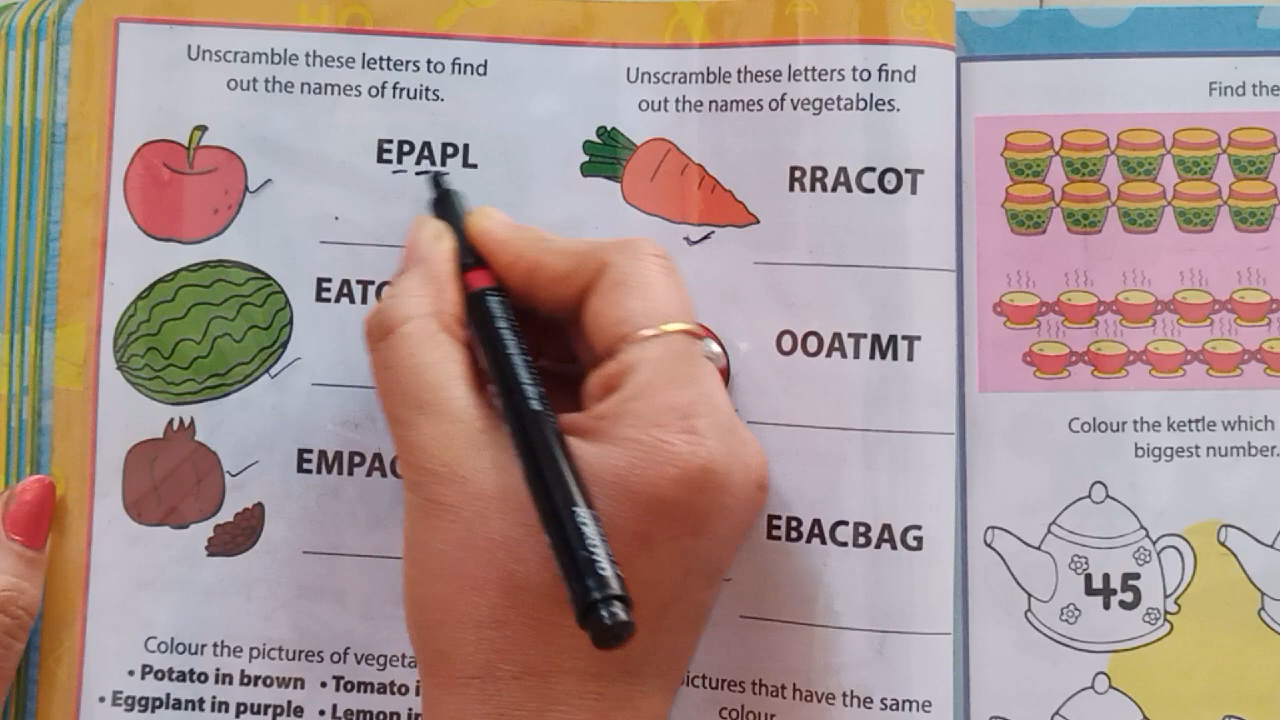 Unscramble these letters to find
out the names of fruits.
EPAPL
EATC
EMPAC
Colour the pictures of vegeta
• Potato in brown • Tomato i
• Eggplant in purple • Lemon in
Unscramble these letters to find
out the names of vegetables.
RRACOT
OOATMT
EBACBAG
ictures that have the same
colour
Find the
Colour the kettle which
biggest number.
45